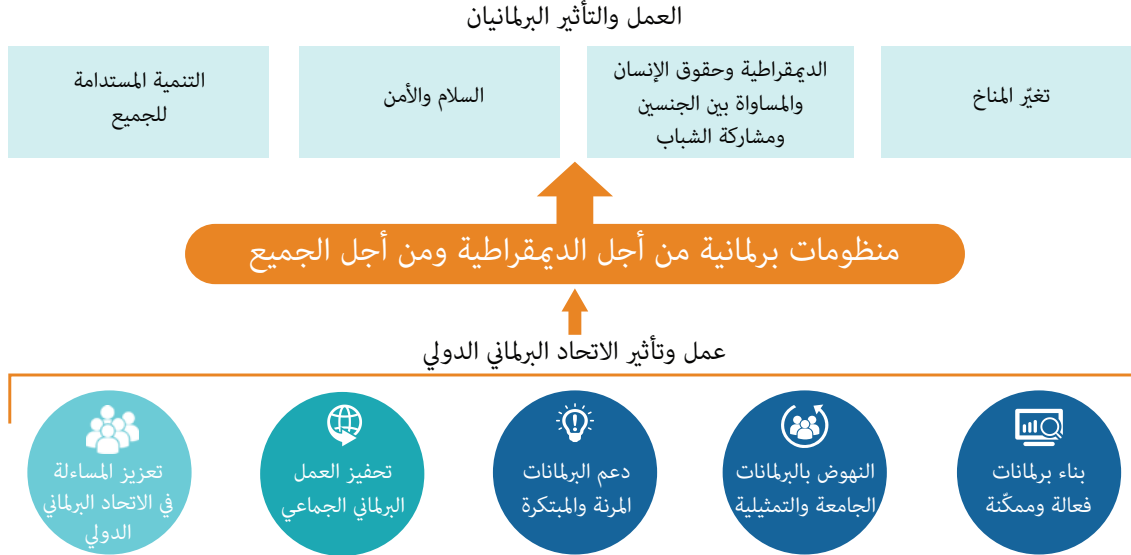 العمل والتأثير البرلمانيان
تغيّر المناخ
الديمقراطية وحقوق الإنسان
والمساواة بين الجنسين
ومشاركة الشباب
السلام والأمن
التنمية المستدامة
للجميع
منظومات برلمانية من أجل الديمقراطية ومن أجل الجميع
عمل وتأثير الاتحاد البرلماني الدولي
بناء برلمانات
فعالة وممكّنة
النهوض بالبرلمانات
الجامعة والتمثيلية
دعم البرلمانات
المرنة والمبتكرة
تحفيز العمل
البرلماني الجماعي
تعزيز المساءلة
في الاتحاد البرلماني
الدولي